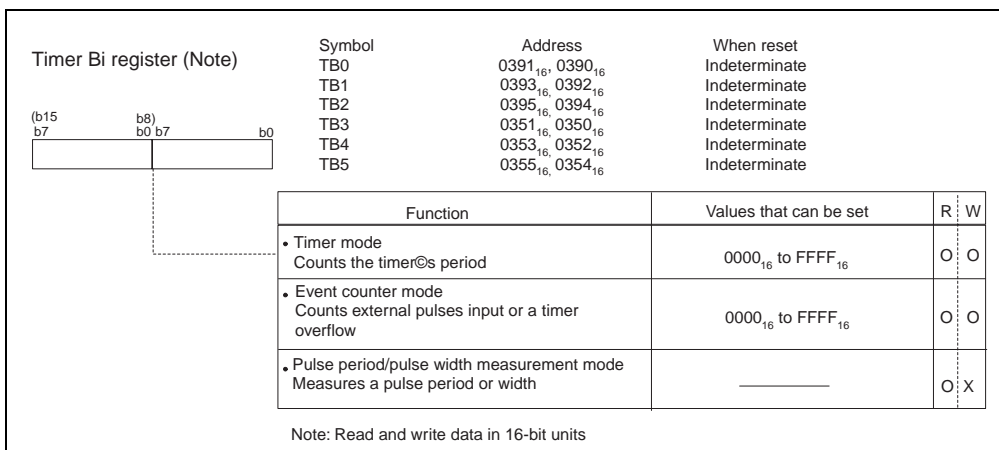 Timer Bi register (Note)
Symbol Address When reset
TB0 0391₁₆, 0390₁₆ Indeterminate
TB1 0393₁₆, 0392₁₆ Indeterminate
TB2 0395₁₆, 0394₁₆ Indeterminate
TB3 0351₁₆, 0350₁₆ Indeterminate
TB4 0353₁₆, 0352₁₆ Indeterminate
TB5 0355₁₆, 0354₁₆ Indeterminate
(b15 b8)
b7 b0 b7 b0
Function Values that can be set R W
• Timer mode
Counts the timer©s period 0000₁₆ to FFFF₁₆ O O
• Event counter mode
Counts external pulses input or a timer
overflow 0000₁₆ to FFFF₁₆ O O
• Pulse period/pulse width measurement mode
Measures a pulse period or width O X
Note: Read and write data in 16-bit units